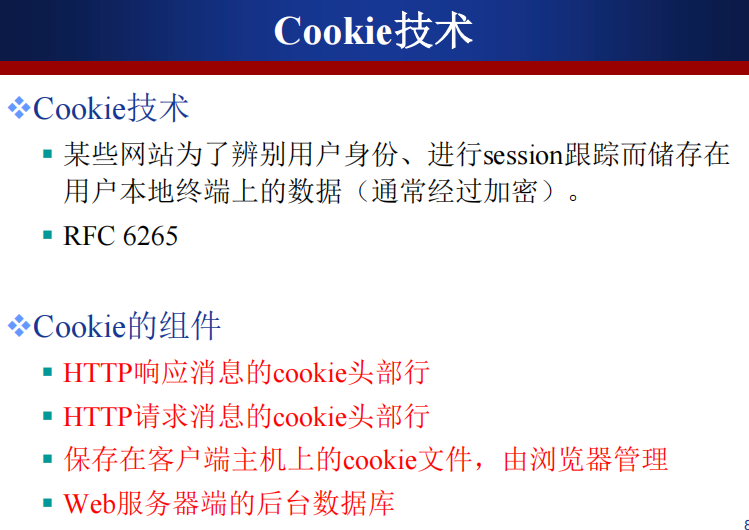 Cookie技术
Cookie技术
某些网站为了辨别用户身份、进行session跟踪而储存在
用户本地终端上的数据（通常经过加密）。
RFC 6265
Cookie的组件
HTTP响应消息的cookie头部行
HTTP请求消息的cookie头部行
保存在客户端主机上的cookie文件，由浏览器管理
Web服务器端的后台数据库